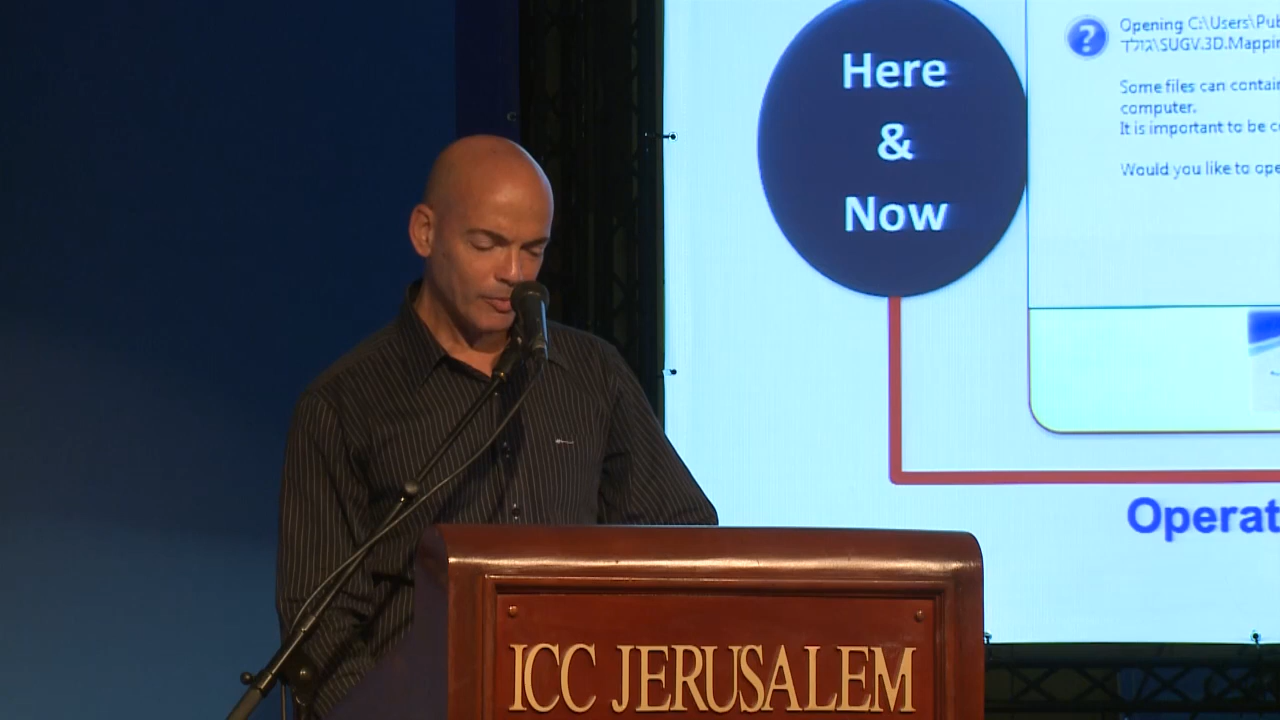 Here
&
Now
Opening C:\Users\Pub
גולד\SUGV.3D.Mappin
Some files can contain
computer.
It is important to be c
Would you like to ope
Operat
ICC JERUSALEM